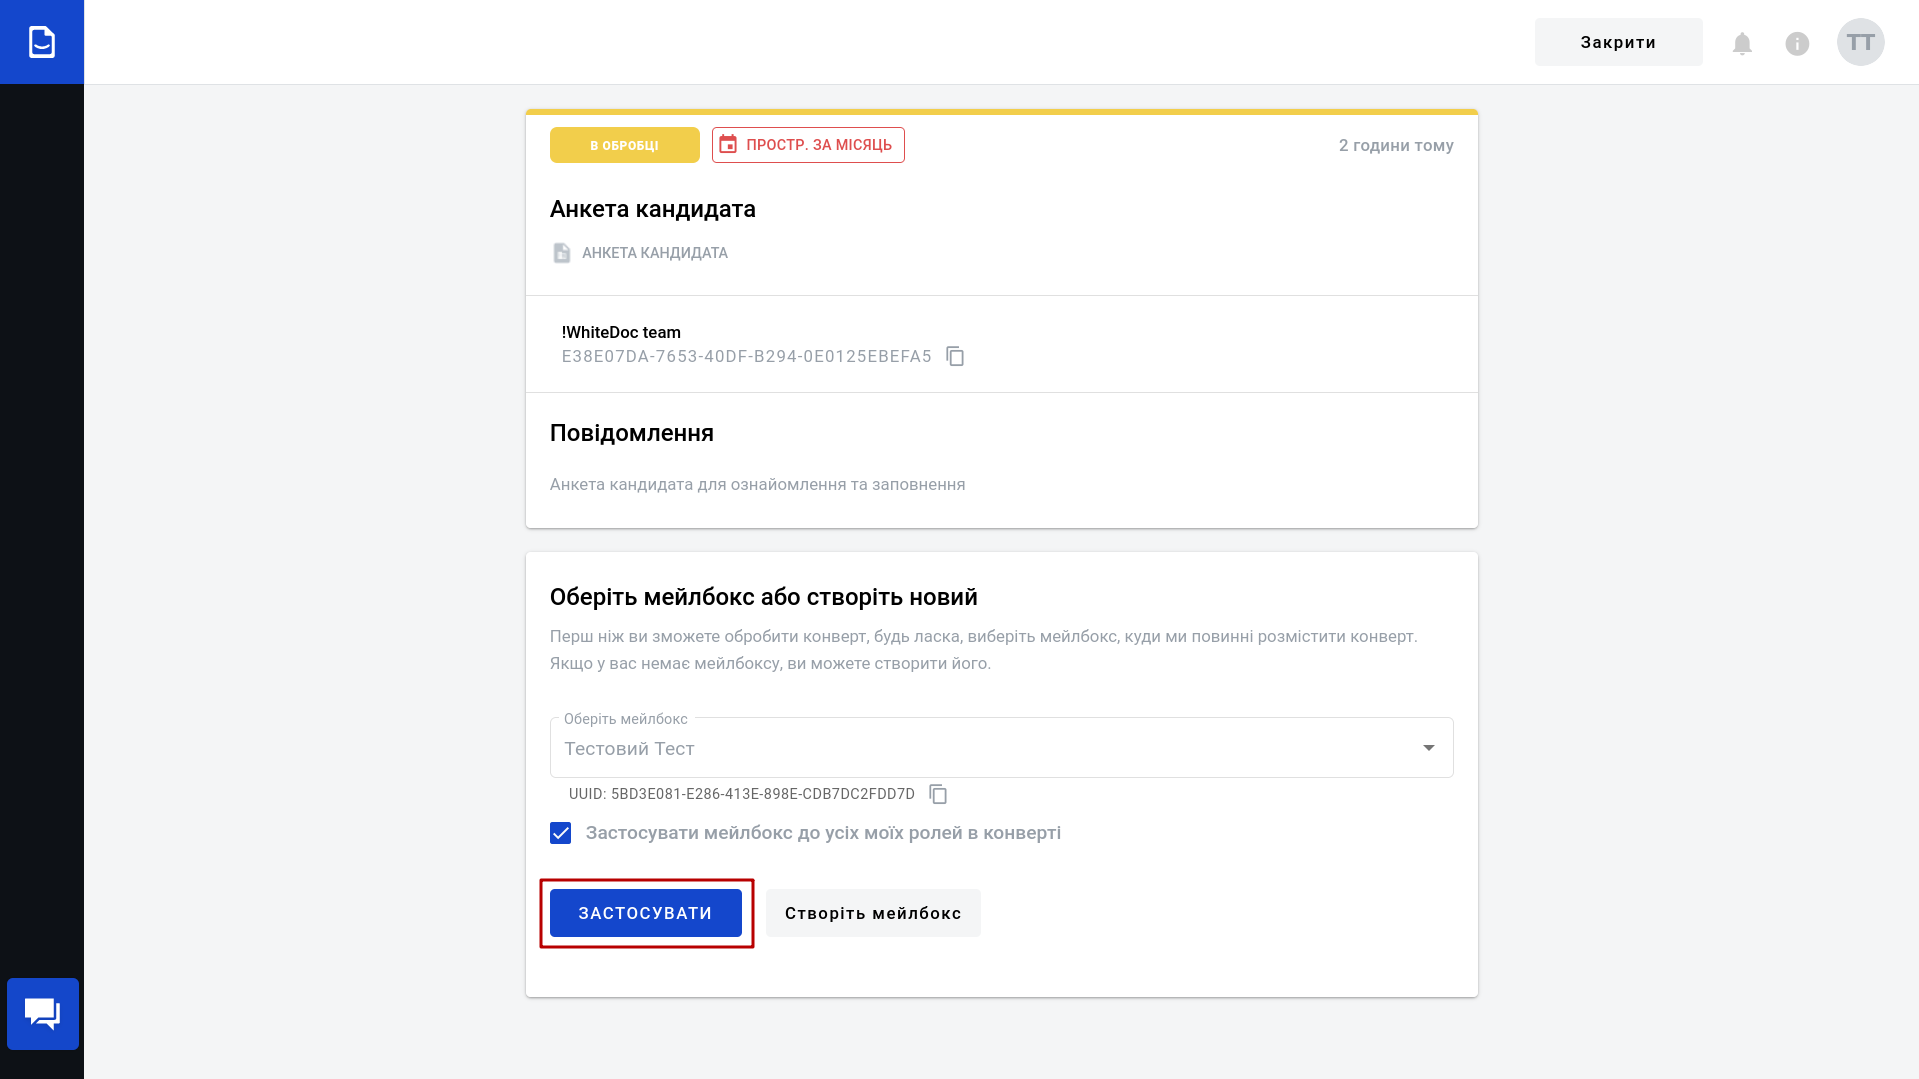 Закрити
TT
В ОБРОБЦІ
ПРОСТР. ЗА МІСЯЦЬ
2 години тому
Анкета кандидата
АНКЕТА КАНДИДАТА
!WhiteDoc team
E38E07DA-7653-40DF-B294-0E0125EBEFA5
Повідомлення
Анкета кандидата для ознайомлення та заповнення
Оберіть мейлбокс або створіть новий
Перш ніж ви зможете обробити конверт, будь ласка, виберіть мейлбокс, куди ми повинні розмістити конверт.
Якщо у вас немає мейлбоксу, ви можете створити його.
Оберіть мейлбокс
Тестовий Тест
UUID: 5BD3E081-E286-413E-898E-CDB7DC2FDD7D
Застосувати мейлбокс до усіх моїх ролей в конверті
ЗАСТОСУВАТИ
Створіть мейлбокс